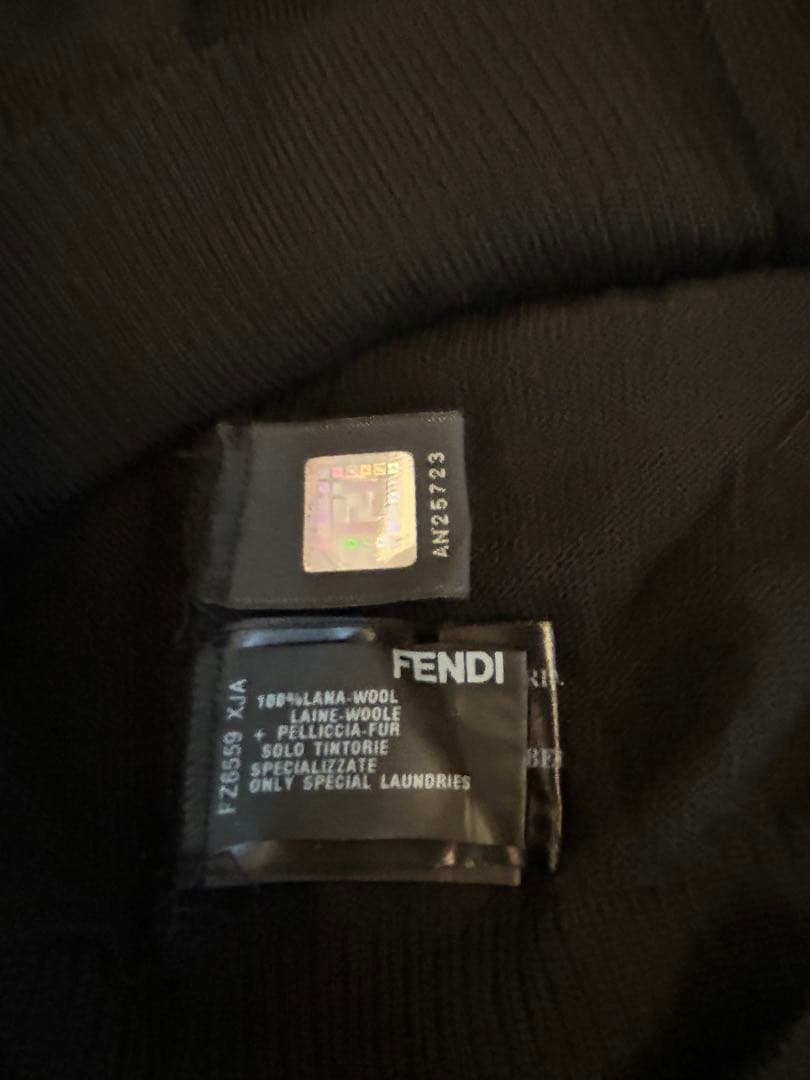 AN25723
FENDI
FZ6559 XJA
100%LANA-WOOL
LAINE-WOOLE
+ PELLICCIA-FUR
SOLO TINTORIE
SPECIALIZZATE
ONLY SPECIAL LAUNDRIES